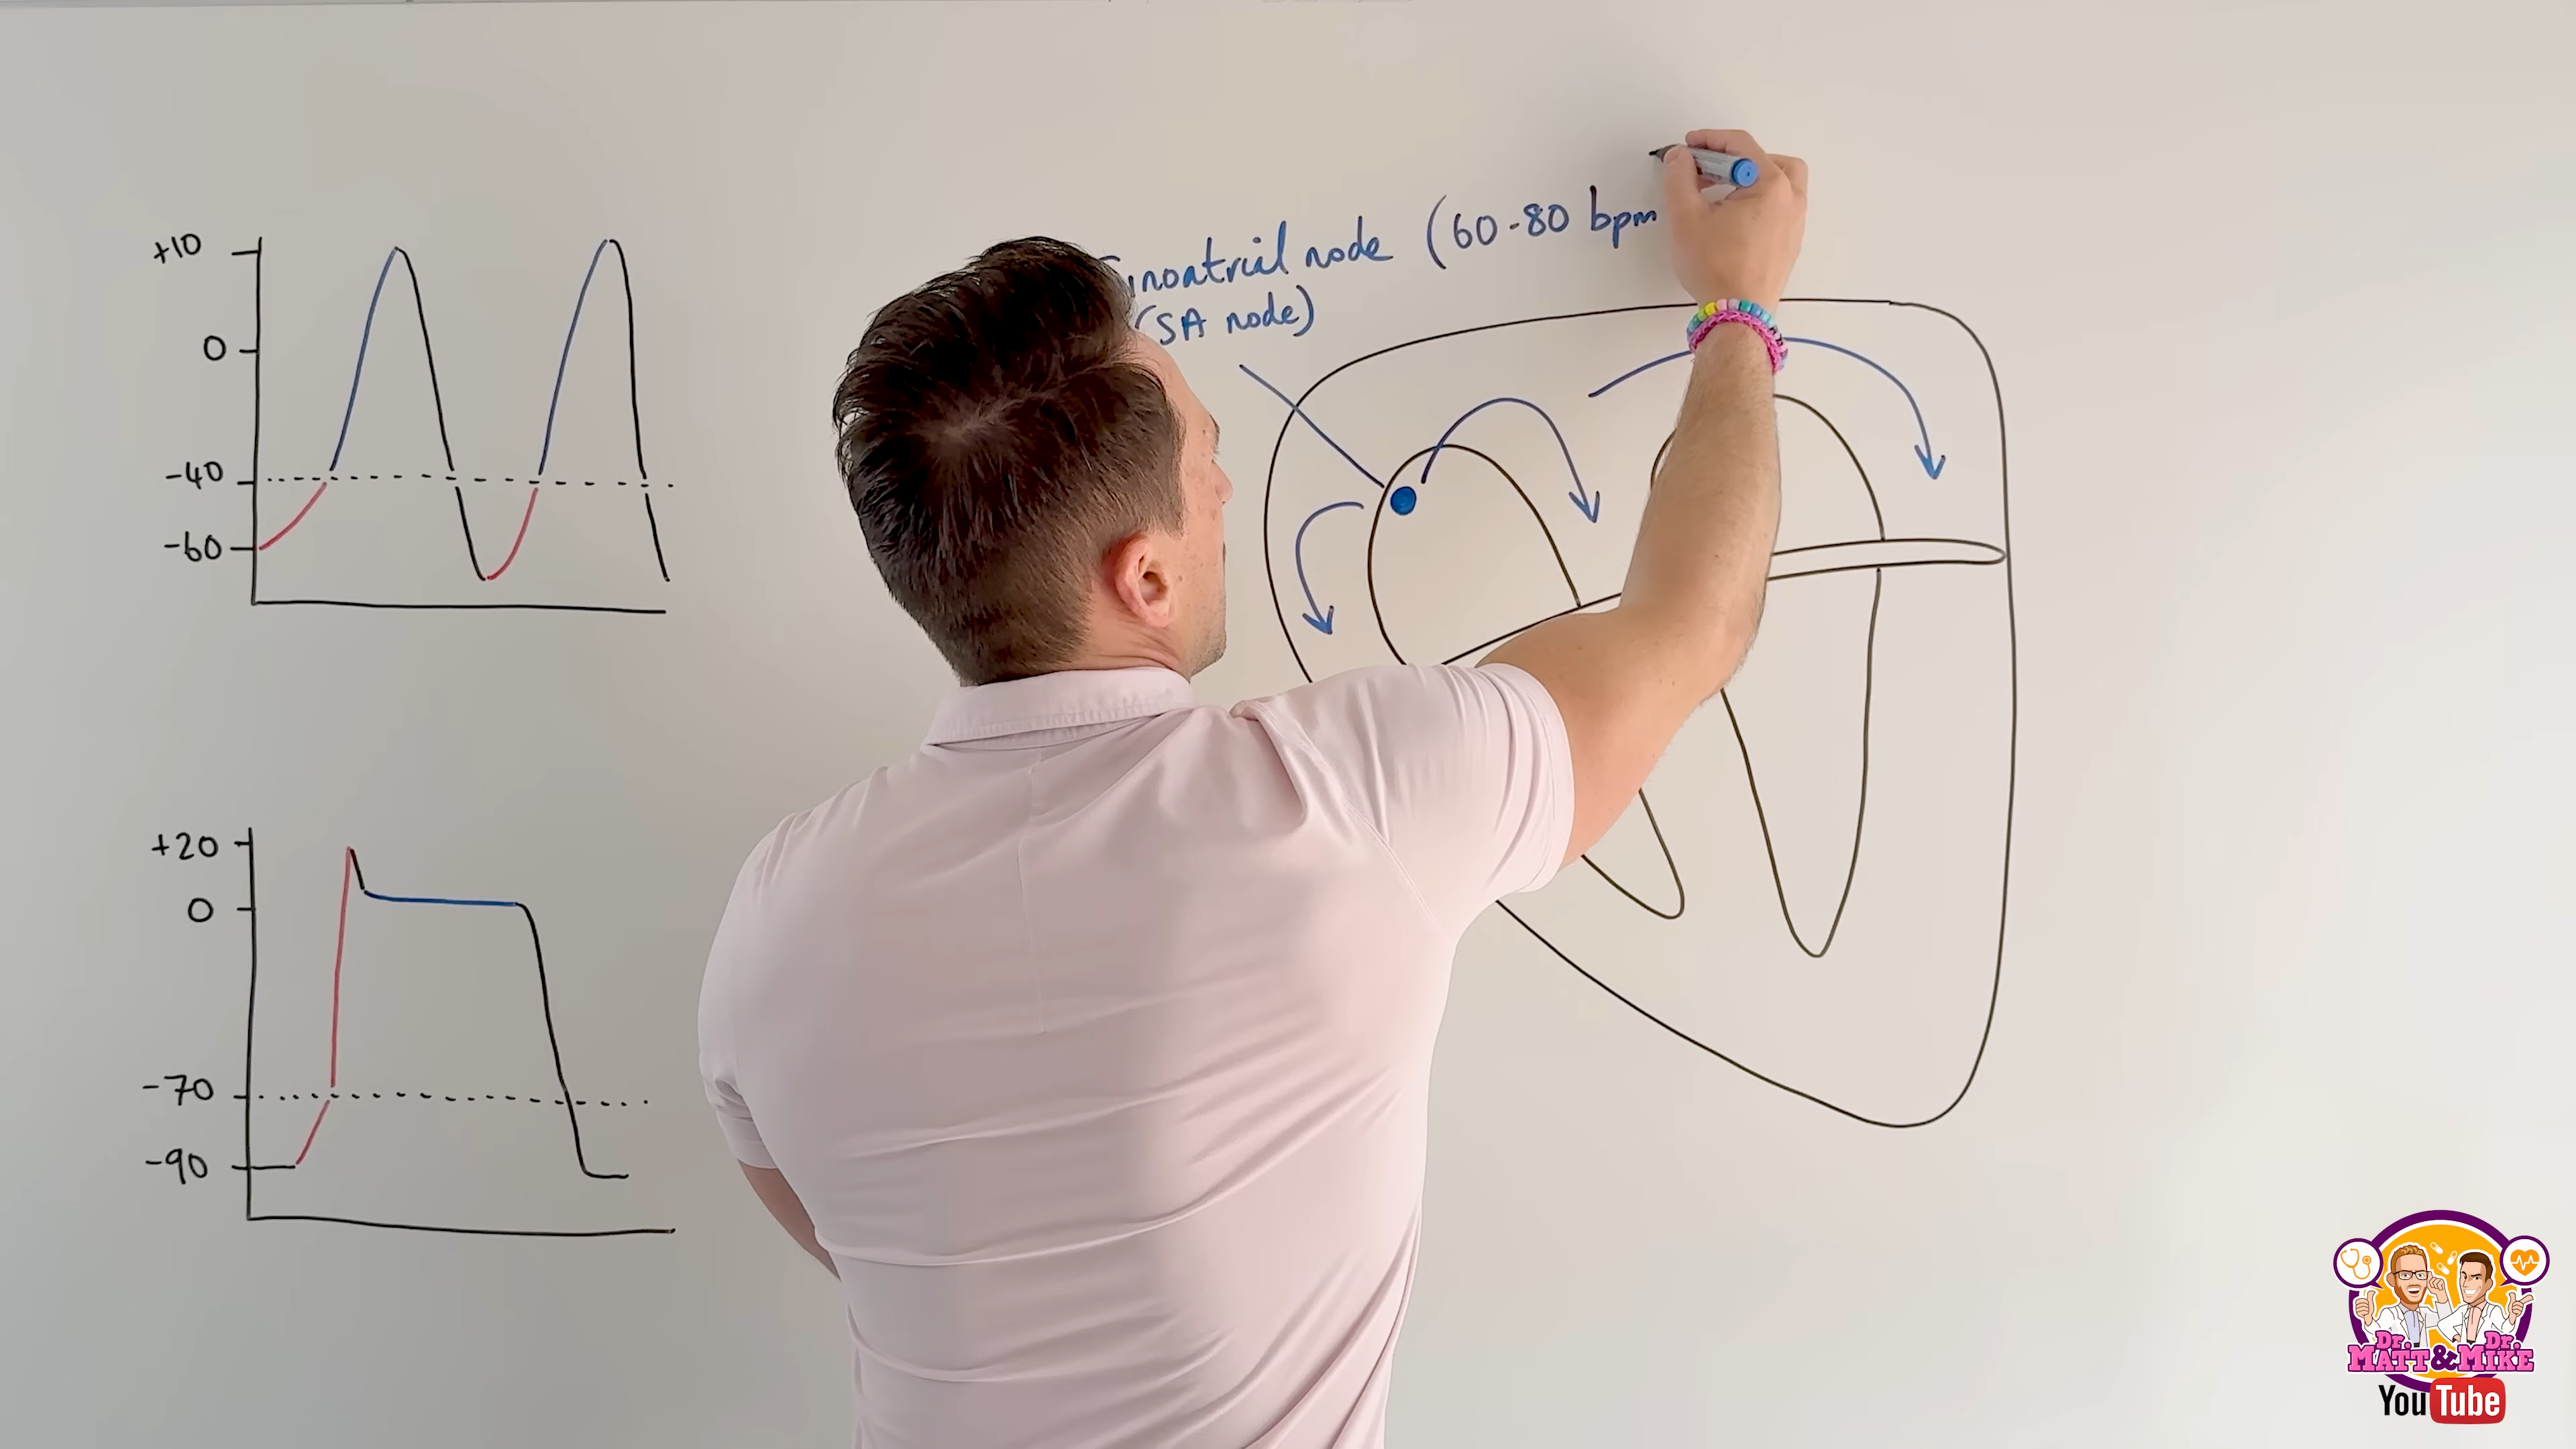 +10
0
-40
-60
+20
0
-70
-90
inoatrial node (60-80 bpm
(SA node)
Dr. Dr.
MATT & MIKE
YouTube